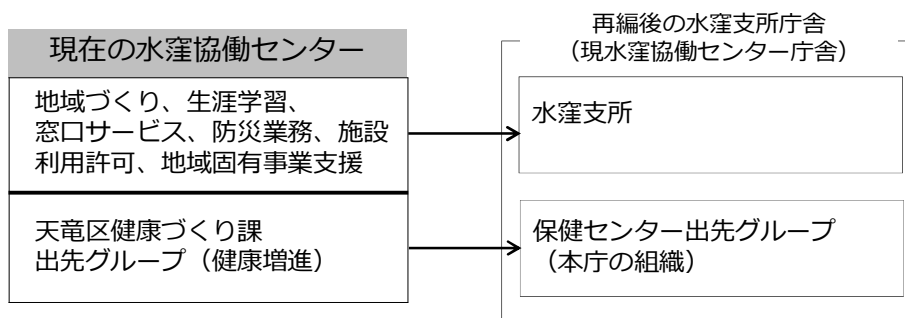 現在の水窪協働センター
地域づくり、生涯学習、
窓口サービス、防災業務、施設
利用許可、地域固有事業支援
天竜区健康づくり課
出先グループ（健康増進）
再編後の水窪支所庁舎
（現水窪協働センター庁舎）
水窪支所
保健センター出先グループ
（本庁の組織）